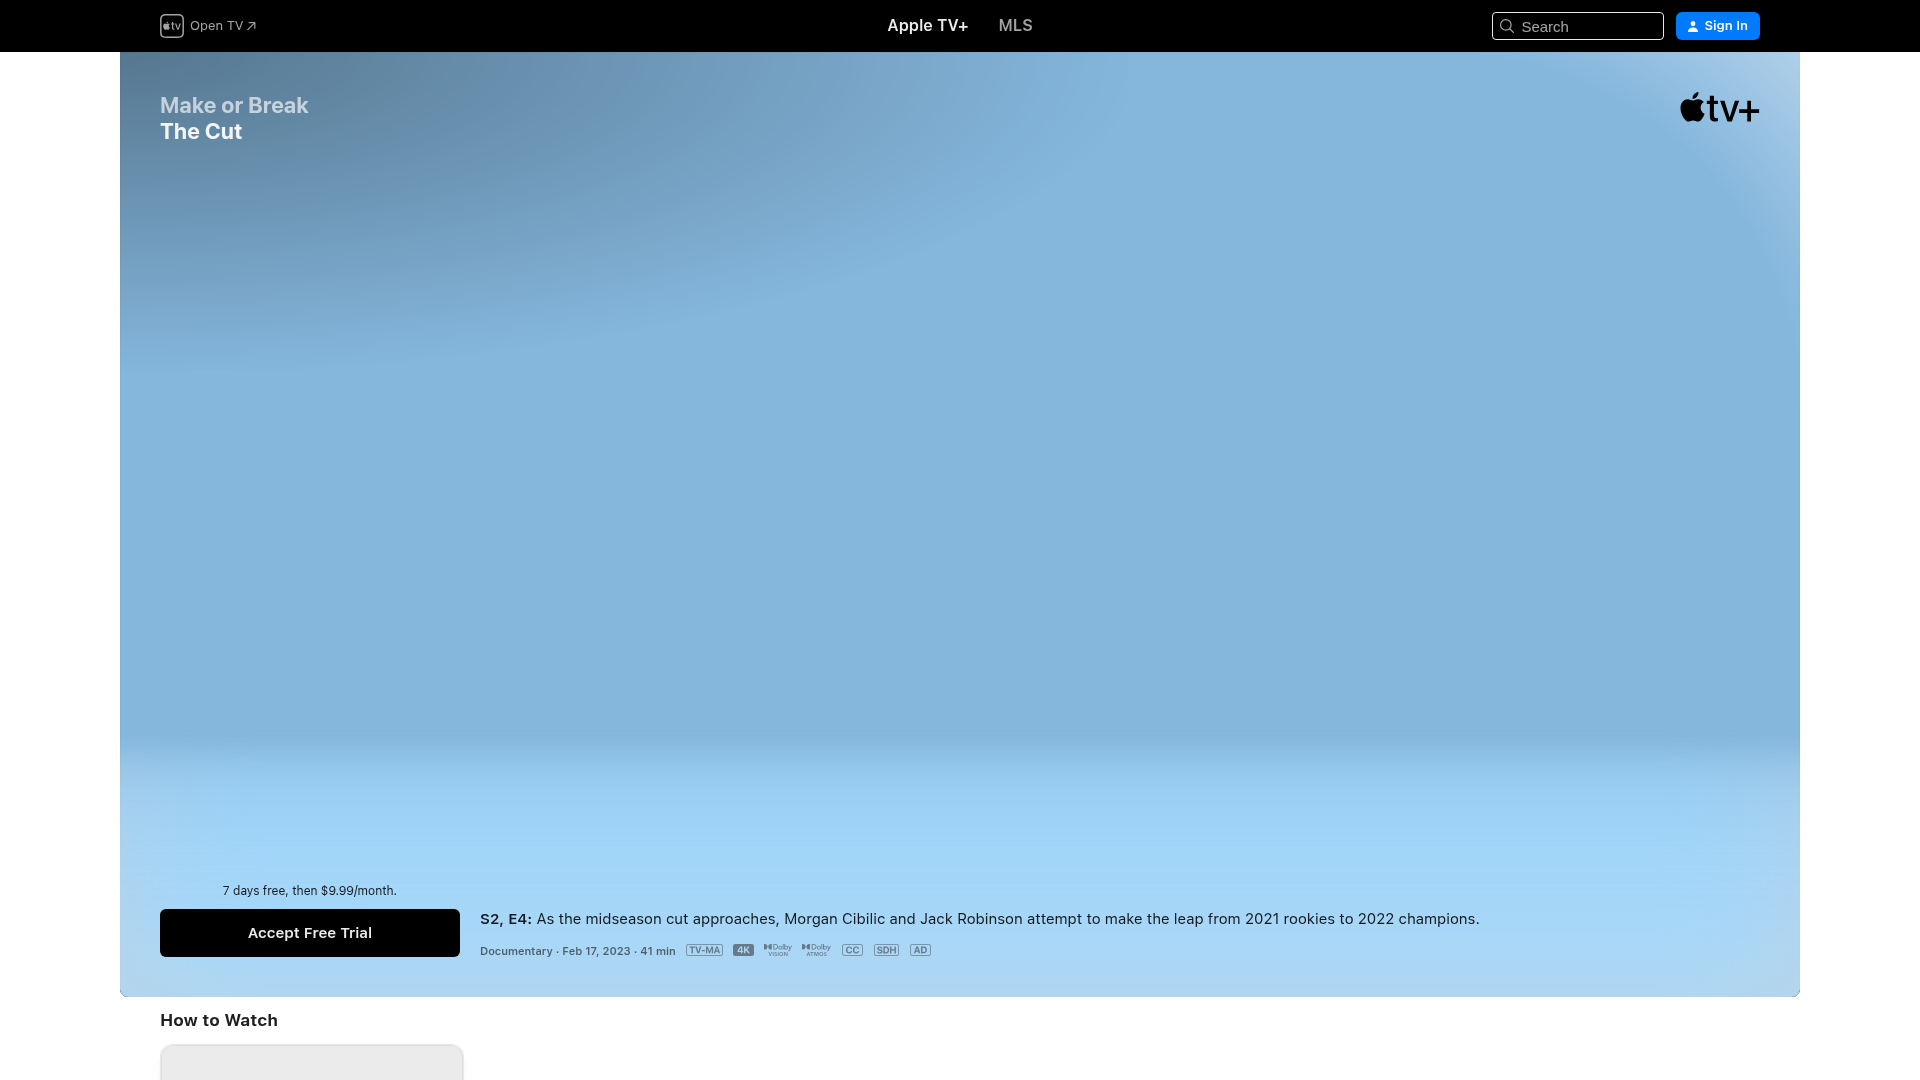 tv
Open TV
Apple TV+
MLS
Search
Sign In
Make or Break
The Cut
tv+
7 days free, then $9.99/month.
Accept Free Trial
S2, E4: As the midseason cut approaches, Morgan Cibilic and Jack Robinson attempt to make the leap from 2021 rookies to 2022 champions.
Documentary · Feb 17, 2023 · 41 min TV-MA 4K Dolby VISION Dolby ATMOS CC SDH AD
How to Watch